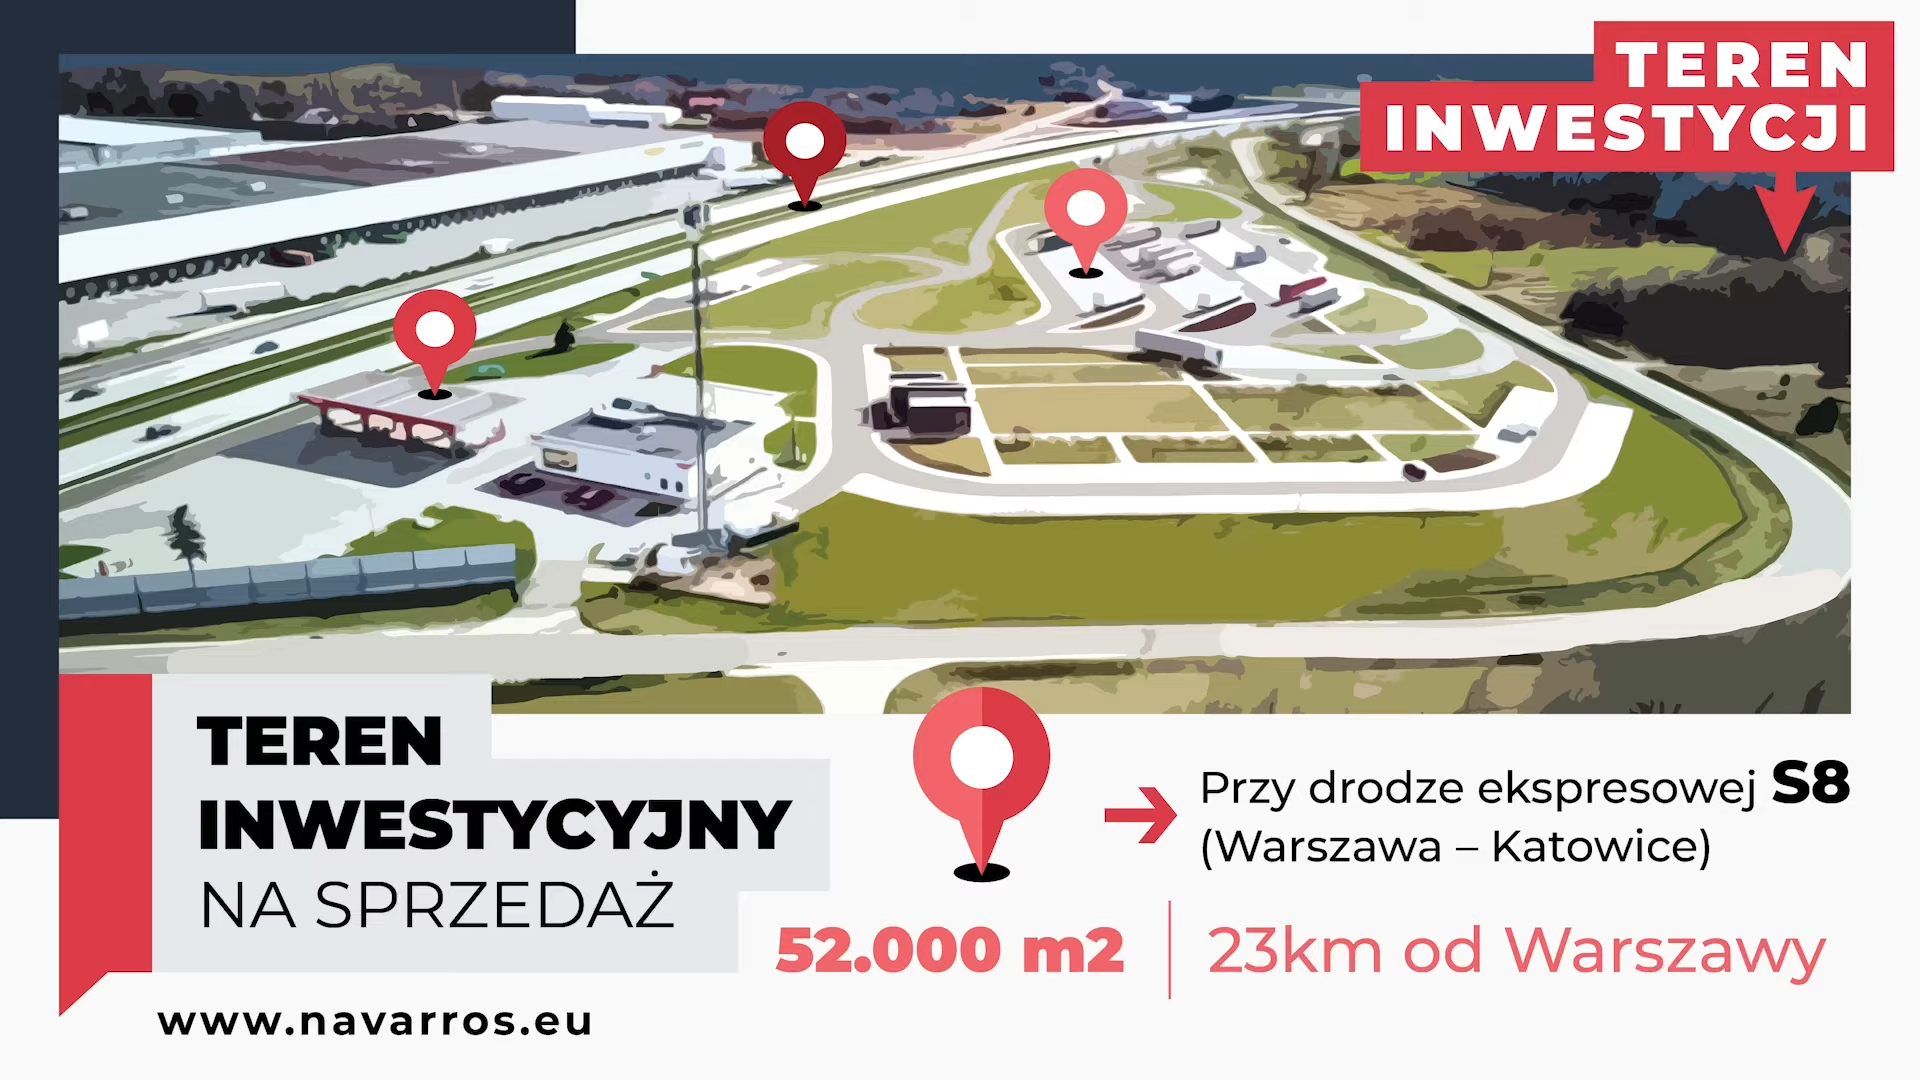 TEREN
INWESTYCJI
TEREN
INWESTYCYJNY
NA SPRZEDAŻ
www.navarros.eu
Przy drodze ekspresowej S8
(Warszawa – Katowice)
52.000 m2
23km od Warszawy